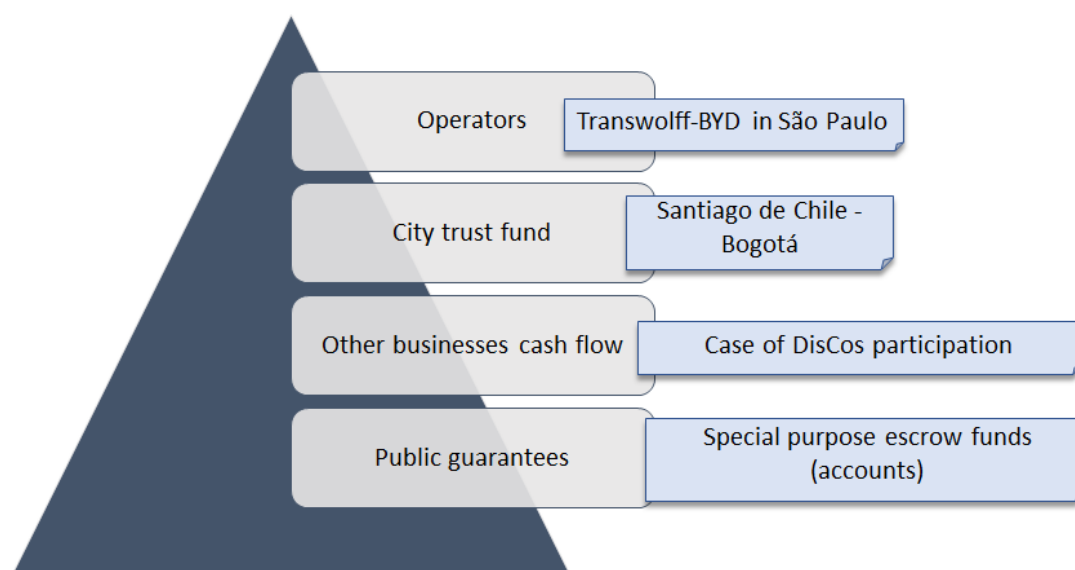 Operators
Transwolff-BYD in São Paulo
City trust fund
Santiago de Chile -
Bogotá
Other businesses cash flow
Case of DisCos participation
Public guarantees
Special purpose escrow funds
(accounts)